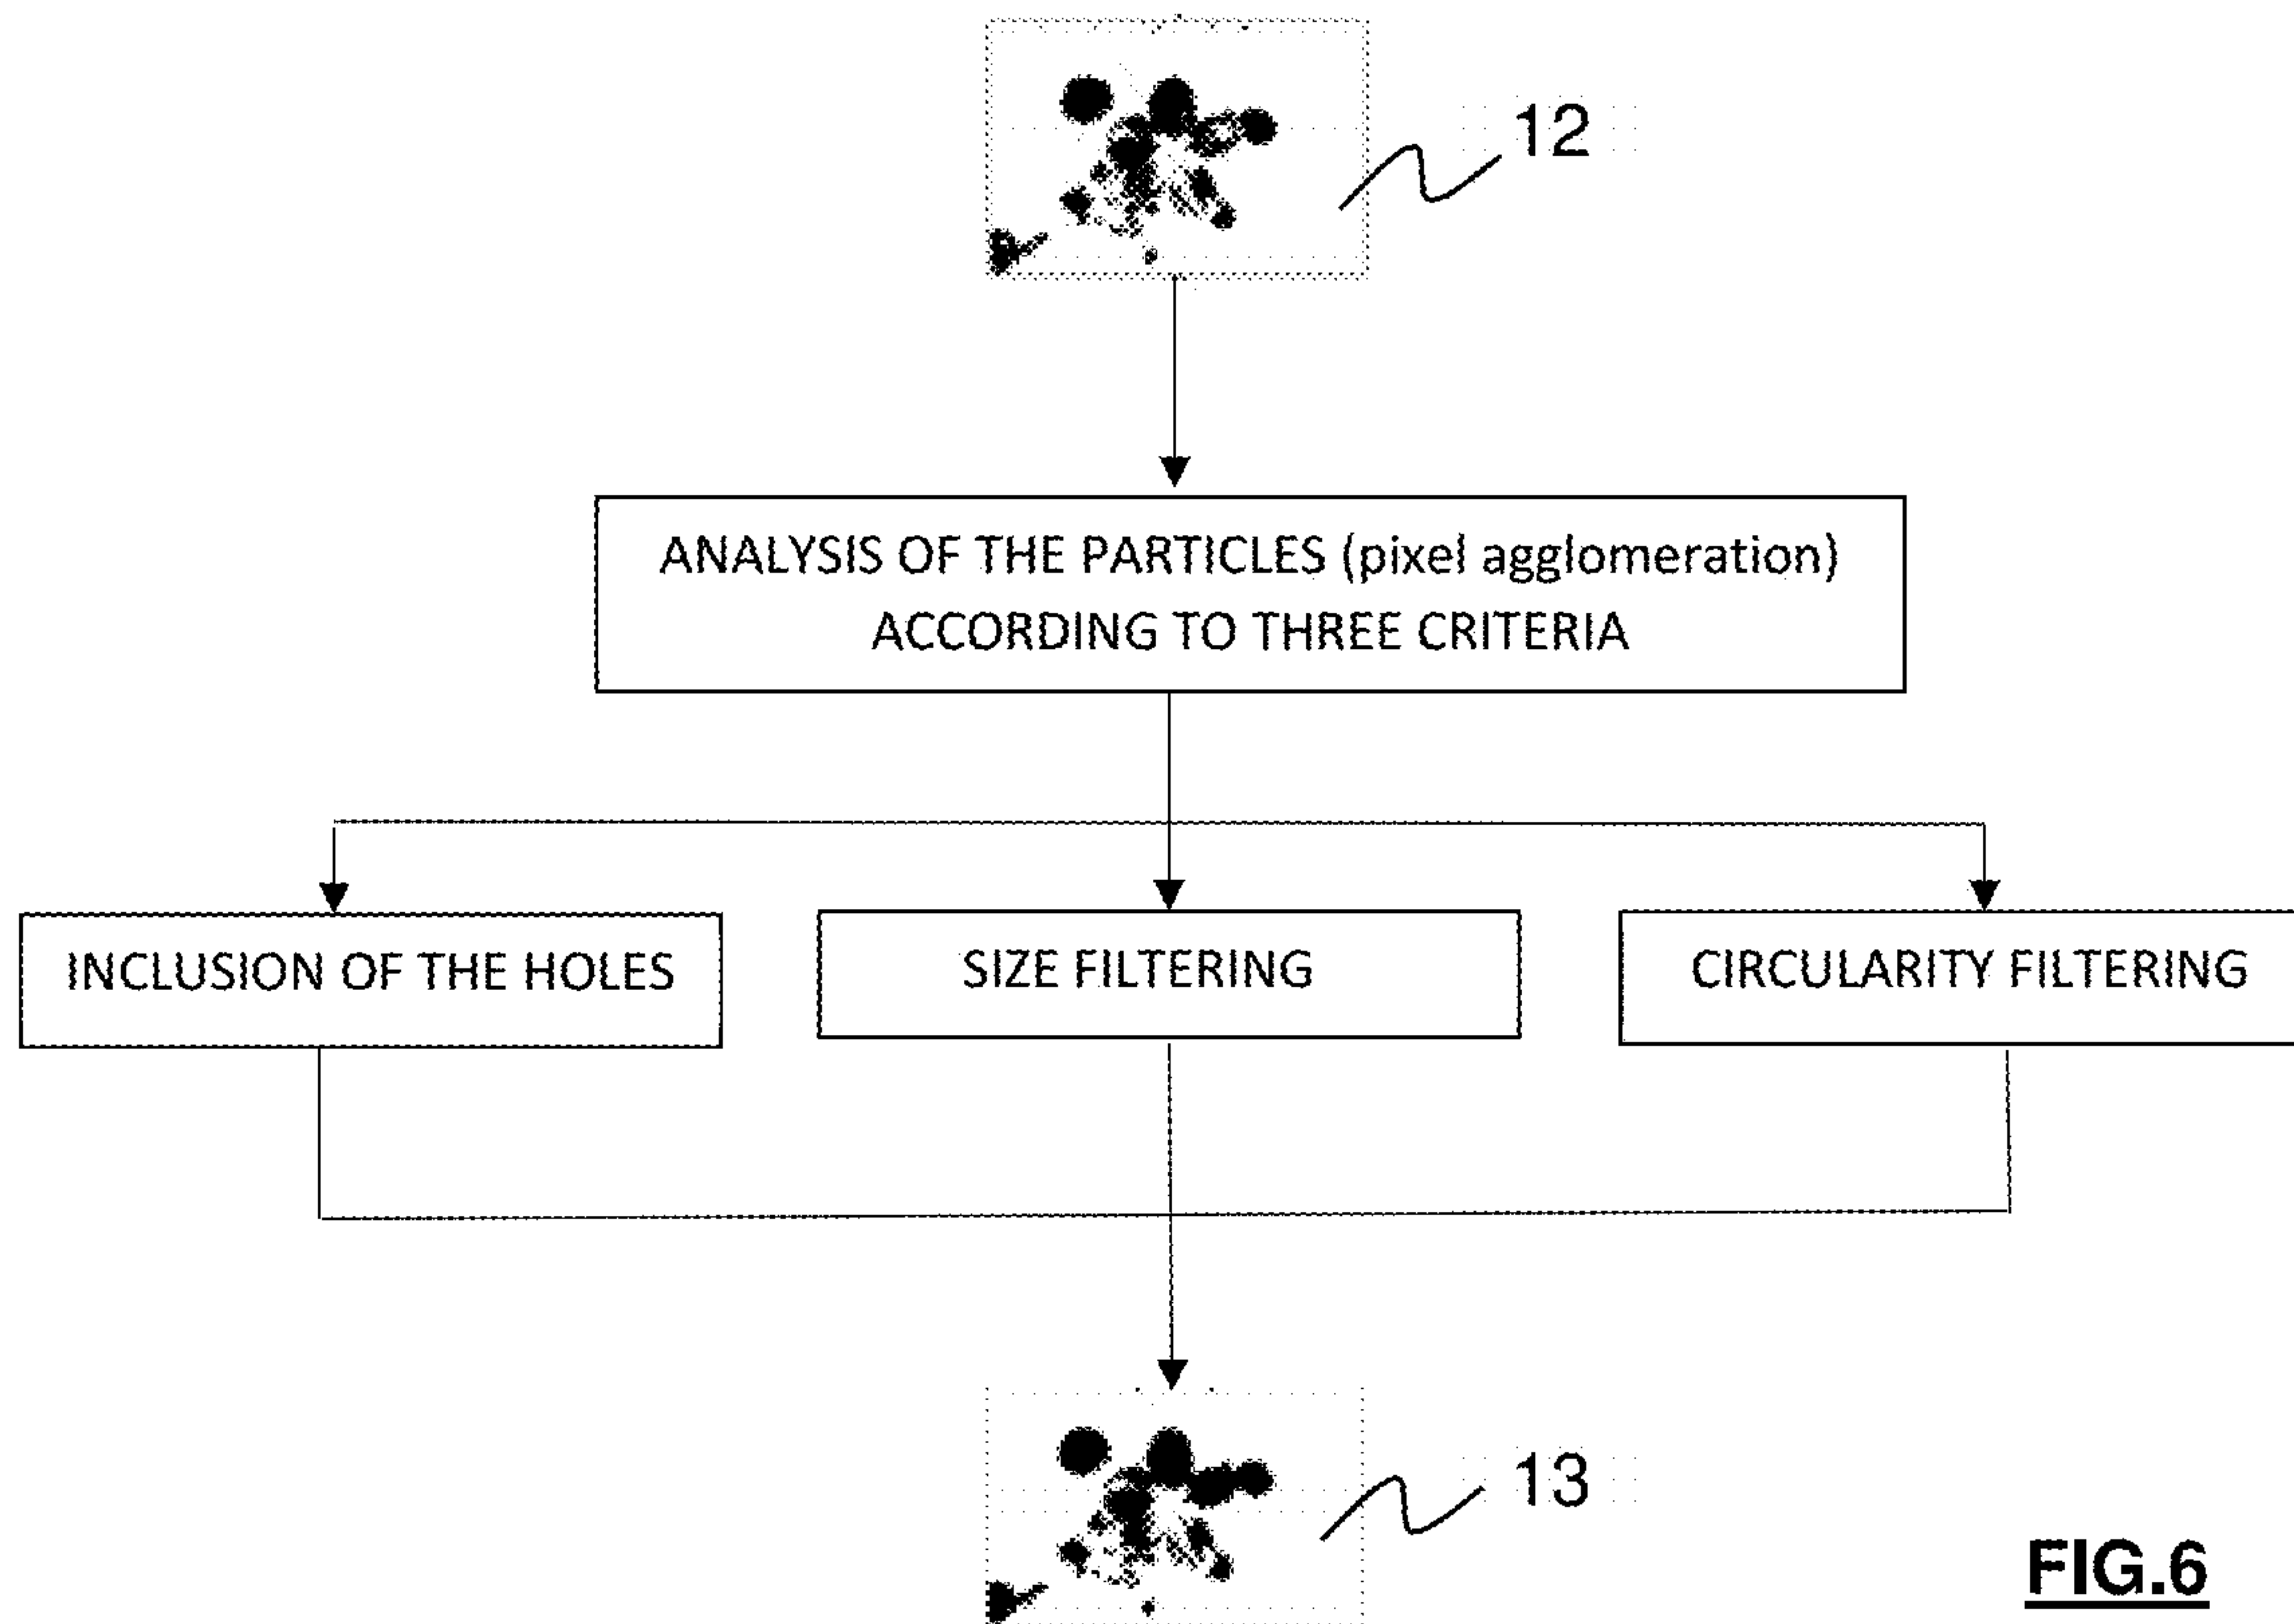 12
ANALYSIS OF THE PARTICLES (pixel agglomeration)
ACCORDING TO THREE CRITERIA
INCLUSION OF THE HOLES
SIZE FILTERING
CIRCULARITY FILTERING
13
FIG.6